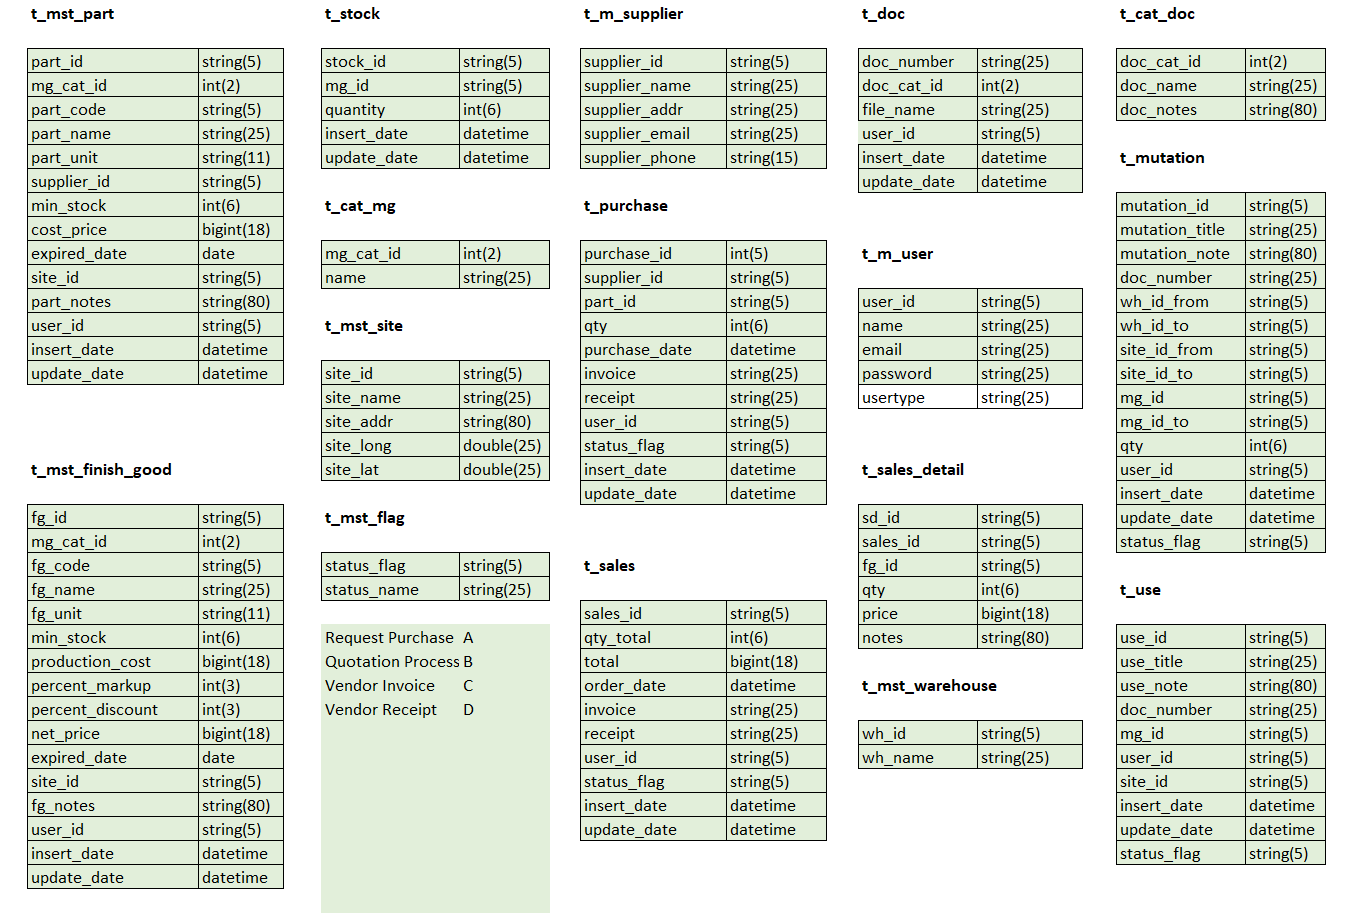 t_mst_part
part_id string(5)
mg_cat_id int(2)
part_code string(5)
part_name string(25)
part_unit string(11)
supplier_id string(5)
min_stock int(6)
cost_price bigint(18)
expired_date date
site_id string(5)
part_notes string(80)
user_id string(5)
insert_date datetime
update_date datetime
t_mst_finish_good
fg_id string(5)
mg_cat_id int(2)
fg_code string(5)
fg_name string(25)
fg_unit string(11)
min_stock int(6)
production_cost bigint(18)
percent_markup int(3)
percent_discount int(3)
net_price bigint(18)
expired_date date
site_id string(5)
fg_notes string(80)
user_id string(5)
insert_date datetime
update_date datetime
t_stock
stock_id string(5)
mg_id string(5)
quantity int(6)
insert_date datetime
update_date datetime
t_cat_mg
mg_cat_id int(2)
name string(25)
t_mst_site
site_id string(5)
site_name string(25)
site_addr string(80)
site_long double(25)
site_lat double(25)
t_mst_flag
status_flag string(5)
status_name string(25)
Request Purchase A
Quotation Process B
Vendor Invoice C
Vendor Receipt D
t_m_supplier
supplier_id string(5)
supplier_name string(25)
supplier_addr string(25)
supplier_email string(25)
supplier_phone string(15)
t_purchase
purchase_id int(5)
supplier_id string(5)
part_id string(5)
qty int(6)
purchase_date datetime
invoice string(25)
receipt string(25)
user_id string(5)
status_flag string(5)
insert_date datetime
update_date datetime
t_sales
sales_id string(5)
qty_total int(6)
total bigint(18)
order_date datetime
invoice string(25)
receipt string(25)
user_id string(5)
status_flag string(5)
insert_date datetime
update_date datetime
t_doc
doc_number string(25)
doc_cat_id int(2)
file_name string(25)
user_id string(5)
insert_date datetime
update_date datetime
t_m_user
user_id string(5)
name string(25)
email string(25)
password string(25)
usertype string(25)
t_sales_detail
sd_id string(5)
sales_id string(5)
fg_id string(5)
qty int(6)
price bigint(18)
notes string(80)
t_mst_warehouse
wh_id string(5)
wh_name string(25)
t_cat_doc
doc_cat_id int(2)
doc_name string(25)
doc_notes string(80)
t_mutation
mutation_id string(5)
mutation_title string(25)
mutation_note string(80)
doc_number string(25)
wh_id_from string(5)
wh_id_to string(5)
site_id_from string(5)
site_id_to string(5)
mg_id string(5)
mg_id_to string(5)
qty int(6)
user_id string(5)
insert_date datetime
update_date datetime
status_flag string(5)
t_use
use_id string(5)
use_title string(25)
use_note string(80)
doc_number string(25)
mg_id string(5)
user_id string(5)
site_id string(5)
insert_date datetime
update_date datetime
status_flag string(5)